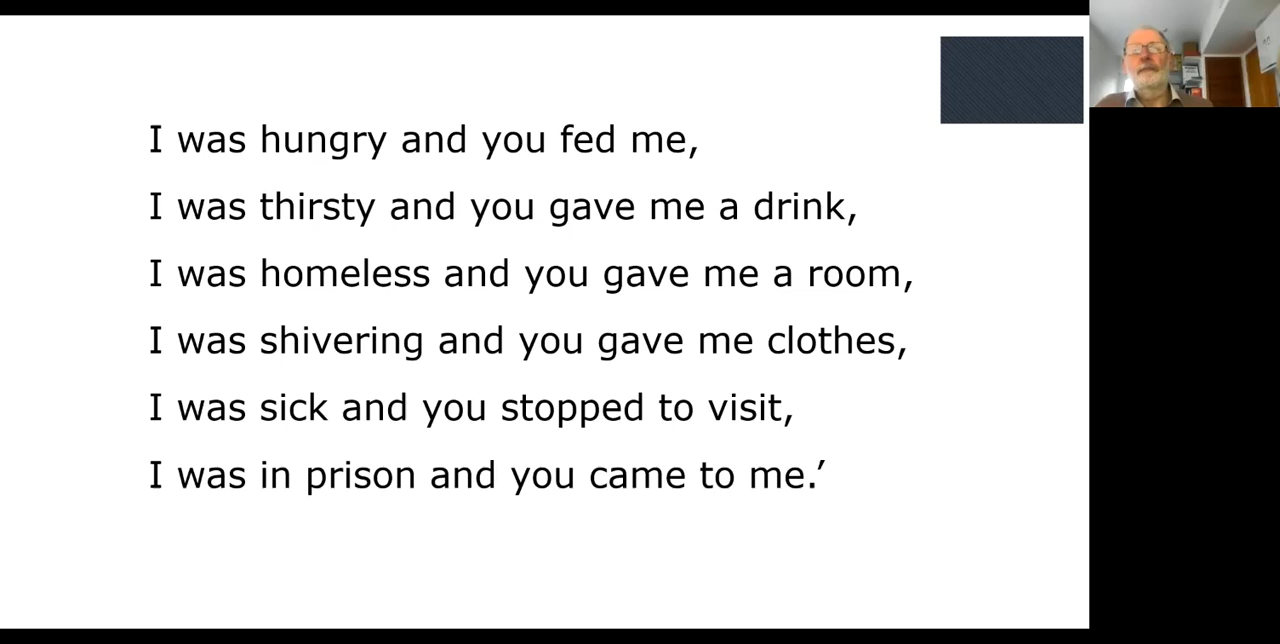 I was hungry and you fed me,
I was thirsty and you gave me a drink,
I was homeless and you gave me a room,
I was shivering and you gave me clothes,
I was sick and you stopped to visit,
I was in prison and you came to me.’